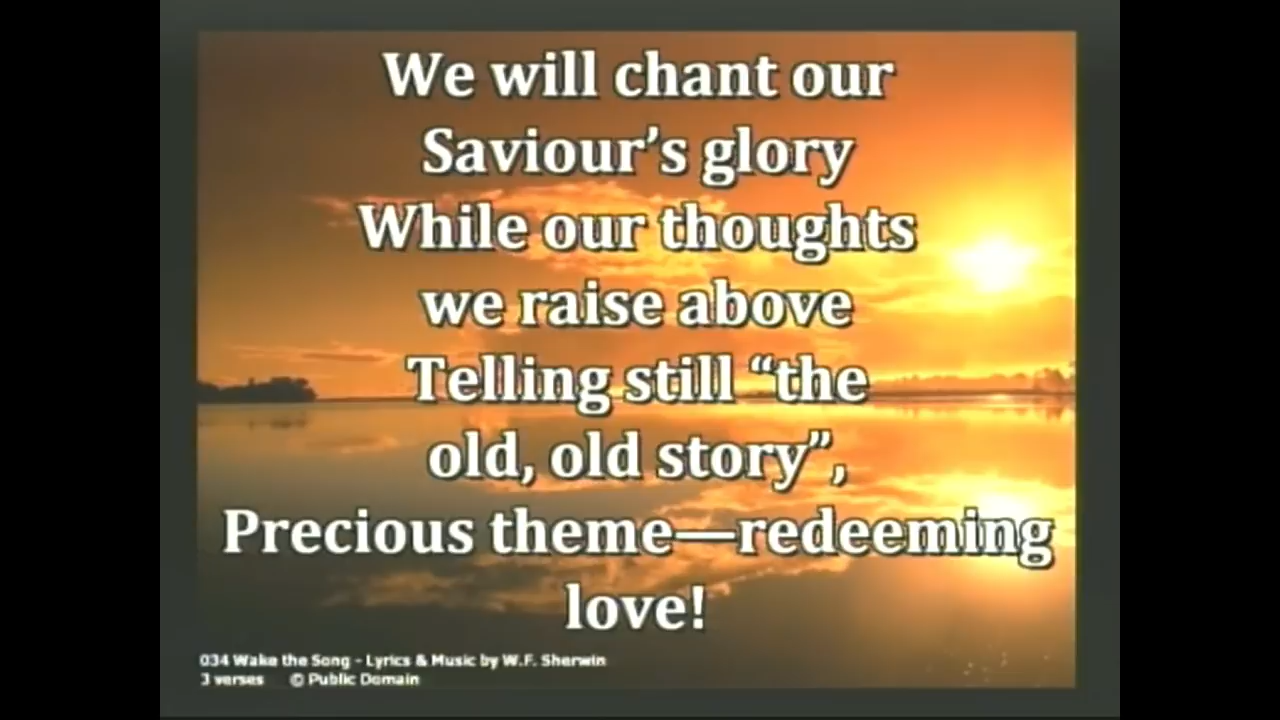 We will chant our
Saviour’s glory
While our thoughts
we raise above
Telling still “the
old, old story”,
Precious theme—redeeming
love!
034 Wake the Song - Lyrics & Music by W.F. Sherwin
3 verses © Public Domain